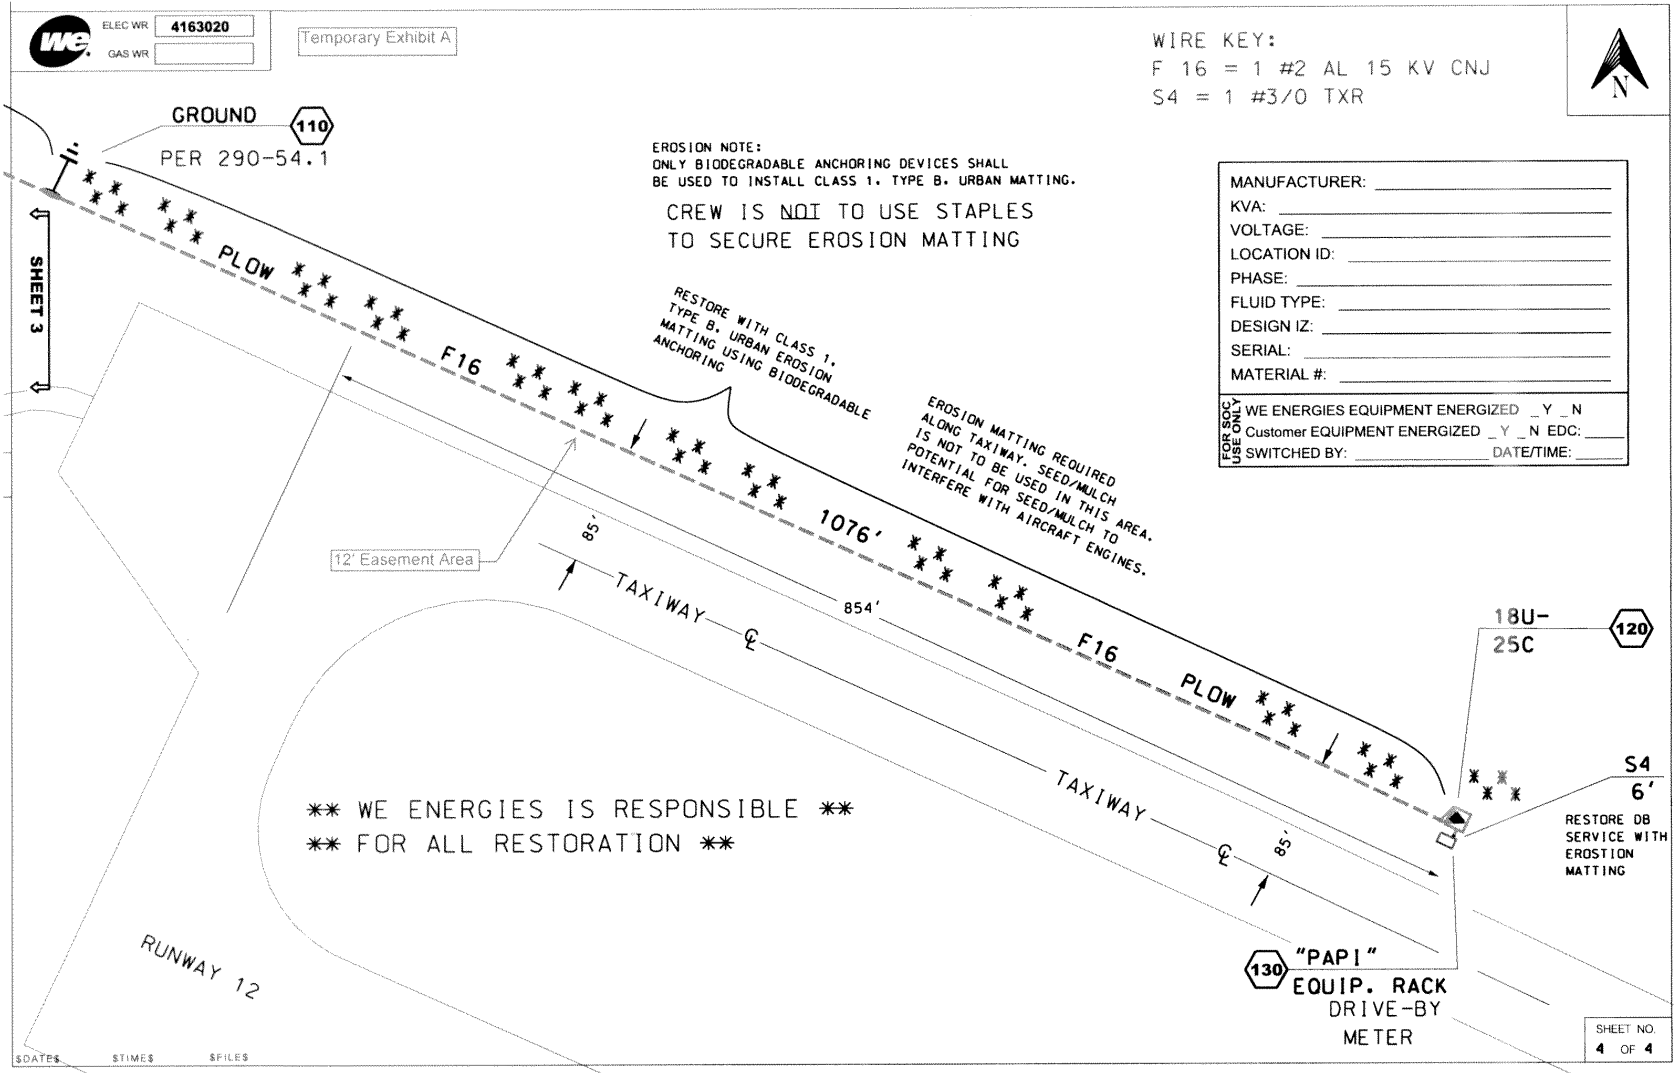 we
ELEC WR 4163020
GAS WR
Temporary Exhibit A
WIRE KEY:
F 16 = 1 #2 AL 15 KV CNJ
S4 = 1 #3/0 TXR
N
GROUND
110
PER 290-54.1
EROSION NOTE:
ONLY BIODEGRADABLE ANCHORING DEVICES SHALL
BE USED TO INSTALL CLASS 1, TYPE B, URBAN MATTING.
CREW IS NOT TO USE STAPLES
TO SECURE EROSION MATTING
MANUFACTURER:
KVA:
VOLTAGE:
LOCATION ID:
PHASE:
FLUID TYPE:
DESIGN IZ:
SERIAL:
MATERIAL #:
FOR SOC
USE ONLY
WE ENERGIES EQUIPMENT ENERGIZED _Y _N
Customer EQUIPMENT ENERGIZED _Y _N EDC:
SWITCHED BY: DATE/TIME:
SHEET 3
PLOW
F16
RESTORE WITH CLASS 1,
TYPE B, URBAN EROSION
MATTING USING BIODEGRADABLE
ANCHORING
EROSION MATTING REQUIRED
ALONG TAXIWAY. SEED/MULCH
IS NOT TO BE USED IN THIS AREA.
POTENTIAL FOR SEED/MULCH TO
INTERFERE WITH AIRCRAFT ENGINES.
1076'
85'
12' Easement Area
TAXIWAY
℄
854'
F16
PLOW
18U-
25C
120
S4
6'
RESTORE DB
SERVICE WITH
EROSTION
MATTING
TAXIWAY
℄
85'
** WE ENERGIES IS RESPONSIBLE **
** FOR ALL RESTORATION **
RUNWAY 12
130
"PAPI"
EQUIP. RACK
DRIVE-BY
METER
SHEET NO.
4 OF 4
$DATE$ $TIME$ $FILE$